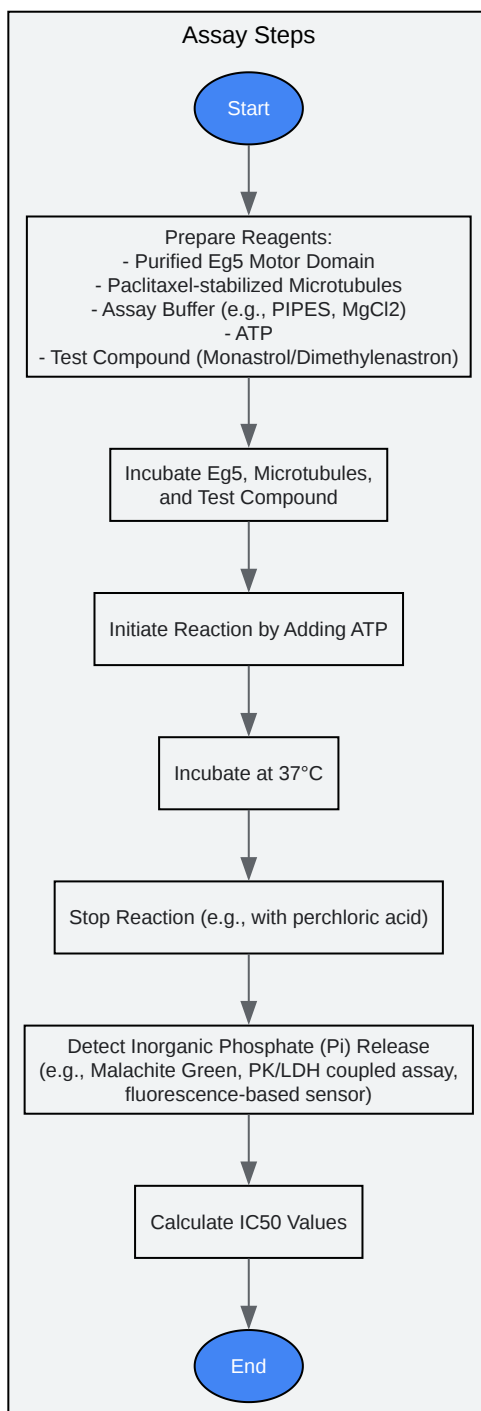 Assay Steps
Start
Prepare Reagents:
- Purified Eg5 Motor Domain
- Paclitaxel-stabilized Microtubules
- Assay Buffer (e.g., PIPES, MgCl2)
- ATP
- Test Compound (Monastrol/Dimethylenastron)
Incubate Eg5, Microtubules,
and Test Compound
Initiate Reaction by Adding ATP
Incubate at 37°C
Stop Reaction (e.g., with perchloric acid)
Detect Inorganic Phosphate (Pi) Release
(e.g., Malachite Green, PK/LDH coupled assay,
fluorescence-based sensor)
Calculate IC50 Values
End